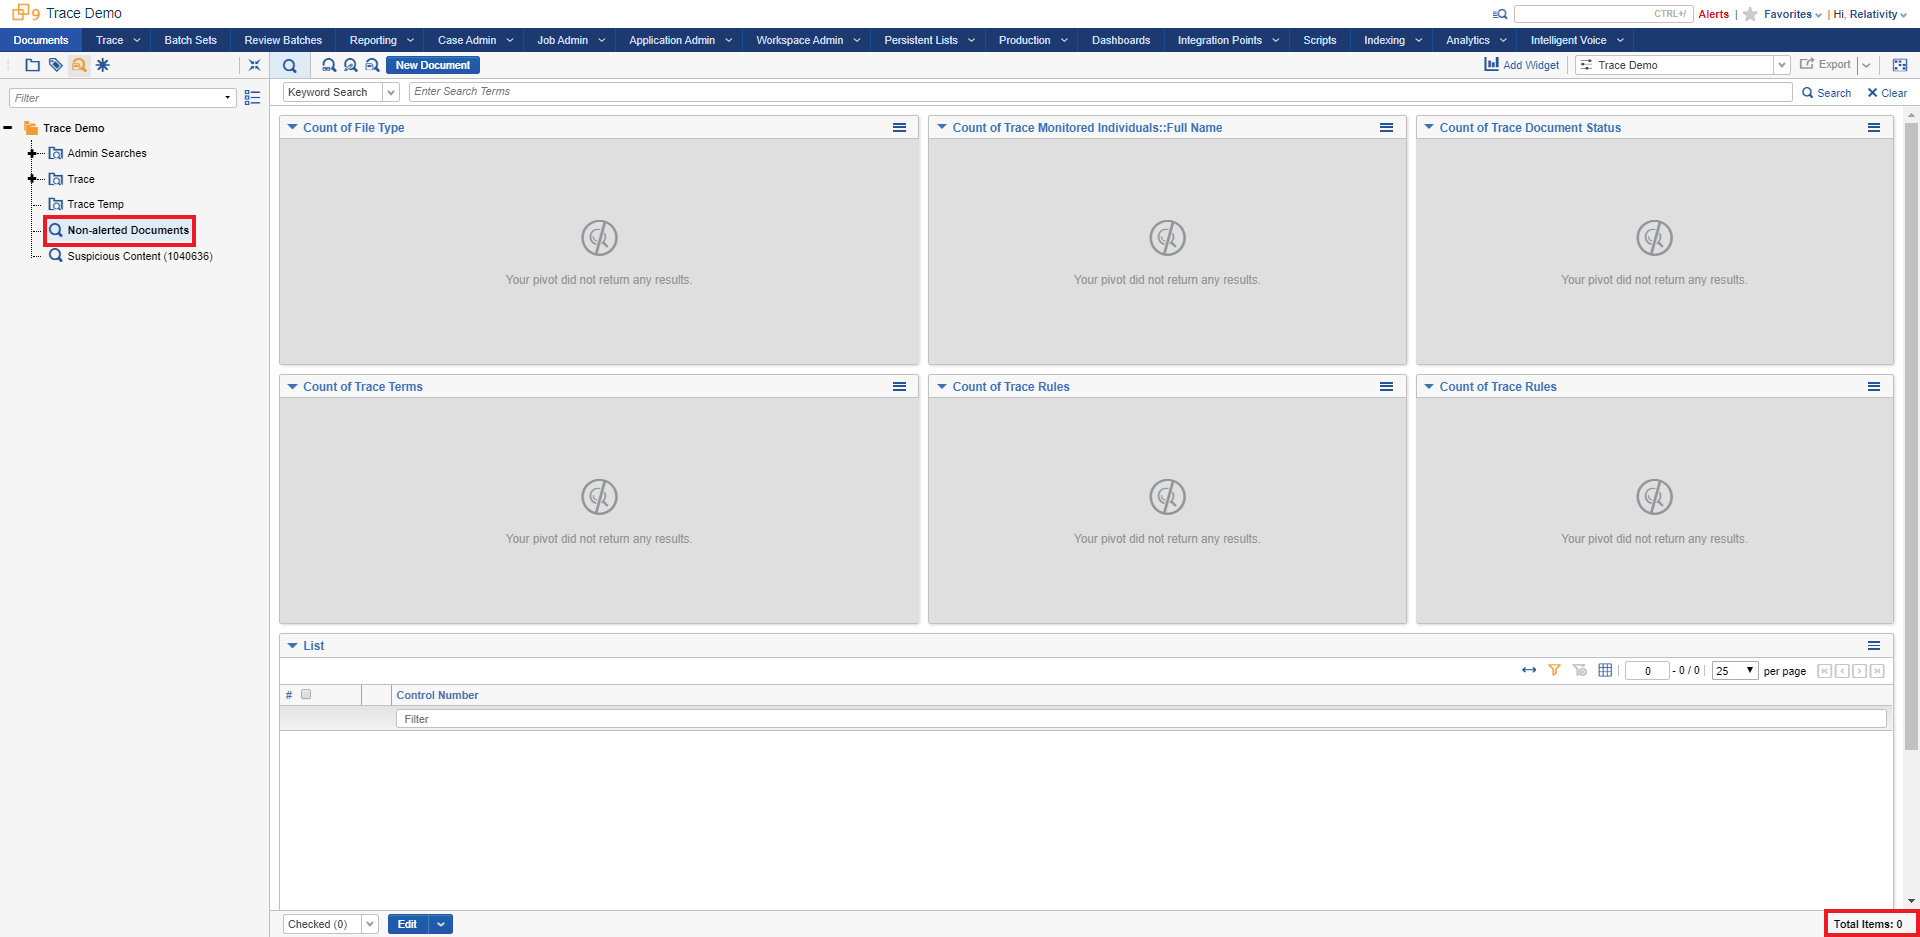 9 Trace Demo
CTRL+/ Alerts | Favorites | Hi, Relativity
Documents Trace Batch Sets Review Batches Reporting Case Admin Job Admin Application Admin Workspace Admin Persistent Lists Production Dashboards Integration Points Scripts Indexing Analytics Intelligent Voice
New Document Add Widget Trace Demo Export
Filter
Keyword Search Enter Search Terms Search Clear
Trace Demo
Admin Searches
Trace
Trace Temp
Non-alerted Documents
Suspicious Content (1040636)
Count of File Type Count of Trace Monitored Individuals::Full Name Count of Trace Document Status
Your pivot did not return any results. Your pivot did not return any results. Your pivot did not return any results.
Count of Trace Terms Count of Trace Rules Count of Trace Rules
Your pivot did not return any results. Your pivot did not return any results. Your pivot did not return any results.
List
0 - 0 / 0 25 per page
# Control Number
Filter
Checked (0) Edit Total Items: 0